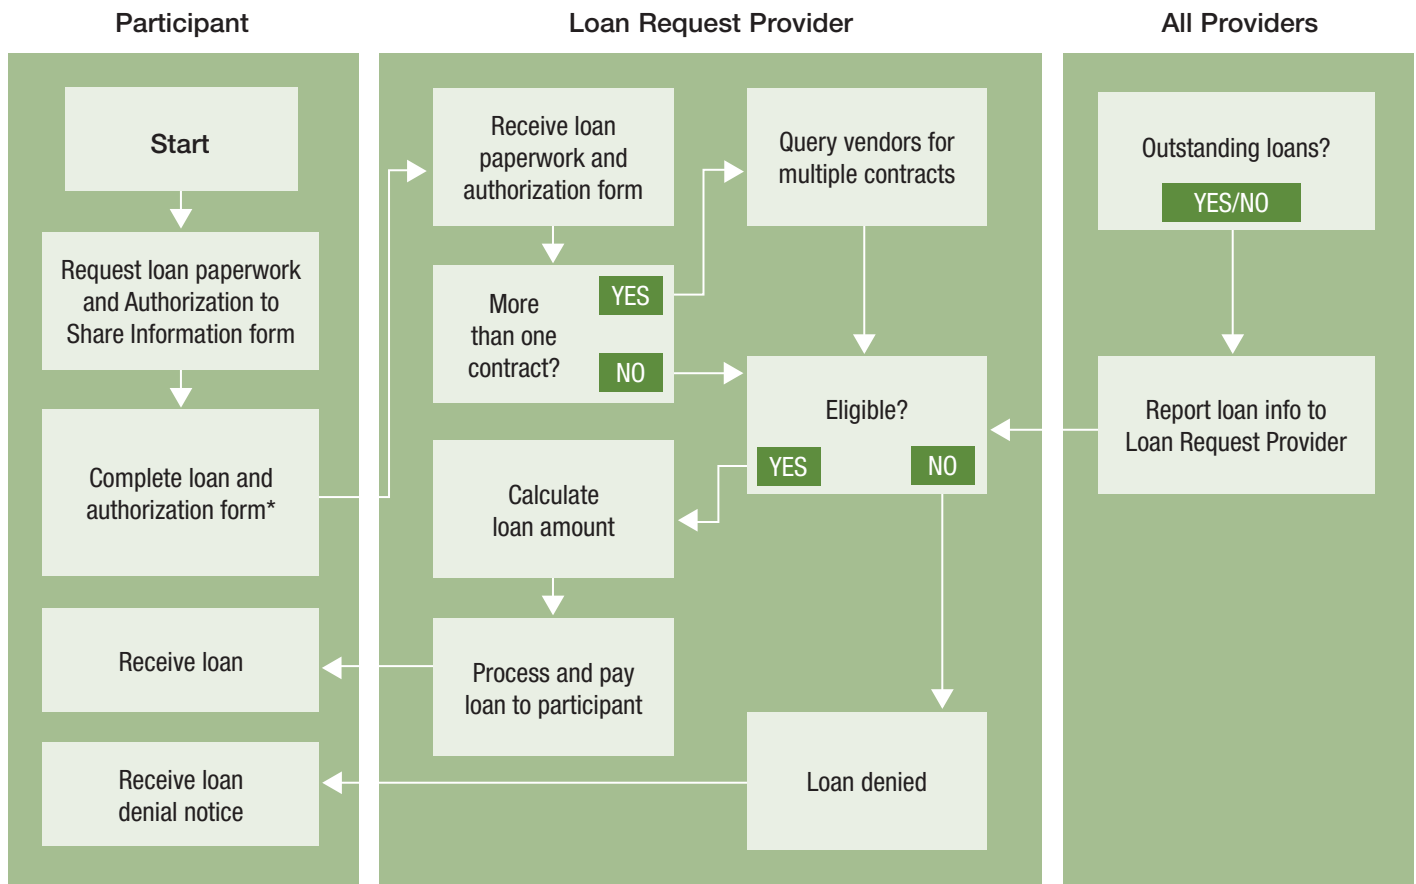 Participant
Start
Request loan paperwork
and Authorization to
Share Information form
Complete loan and
authorization form*
Receive loan
Receive loan
denial notice
Loan Request Provider
Receive loan
paperwork and
authorization form
More
than one
contract?
YES
NO
Query vendors for
multiple contracts
Eligible?
YES
NO
Calculate
loan amount
Process and pay
loan to participant
Loan denied
All Providers
Outstanding loans?
YES/NO
Report loan info to
Loan Request Provider